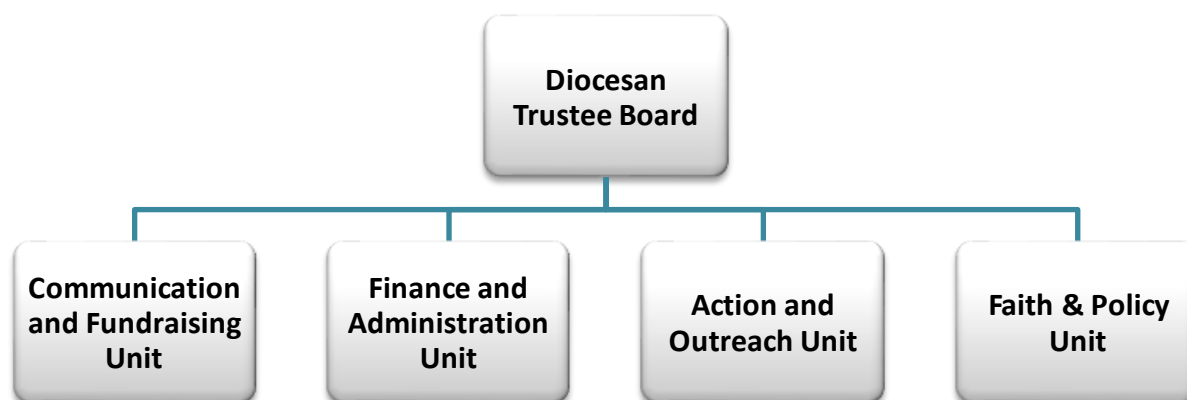 Diocesan
Trustee Board
Communication
and Fundraising
Unit
Finance and
Administration
Unit
Action and
Outreach Unit
Faith & Policy
Unit